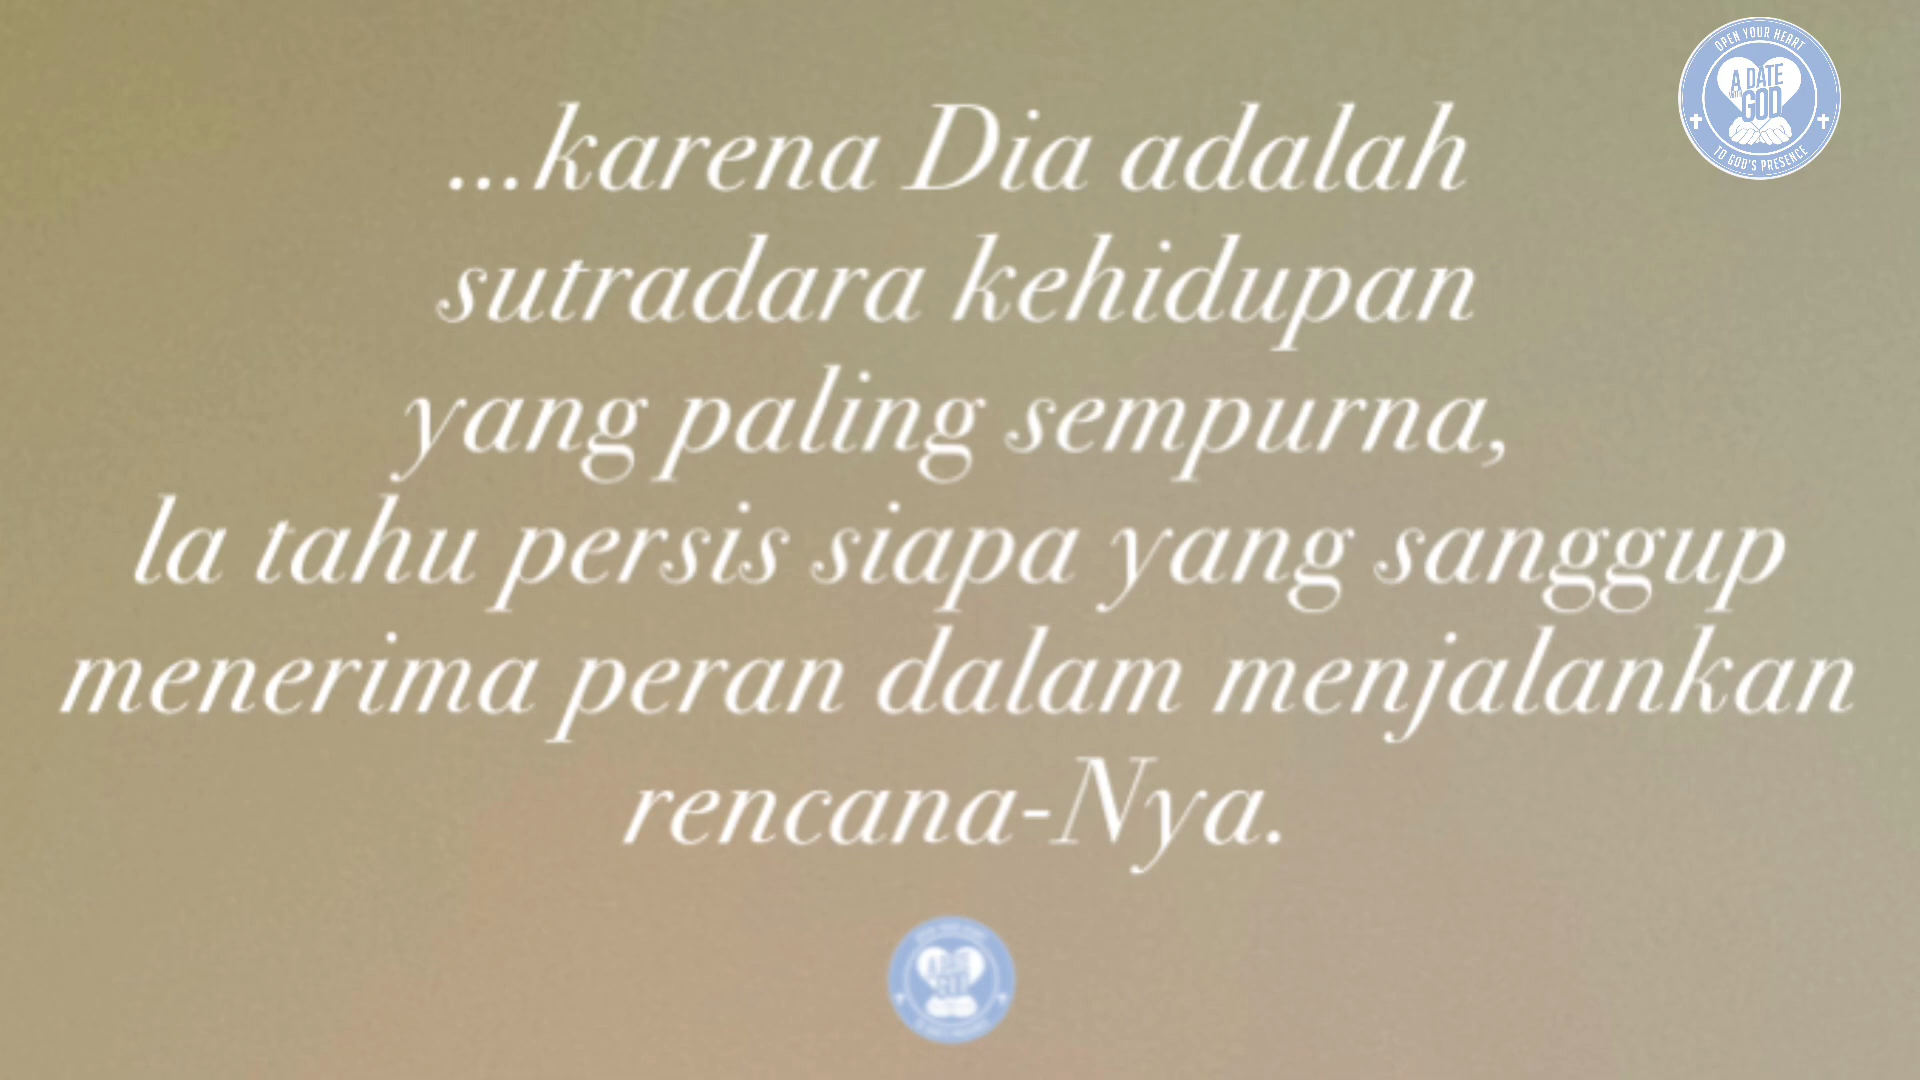 ...karena Dia adalah
sutradara kehidupan
yang paling sempurna,
Ia tahu persis siapa yang sanggup
menerima peran dalam menjalankan
rencana-Nya.
OPEN YOUR HEART
A DATE
WITH
GOD
TO GOD'S PRESENCE